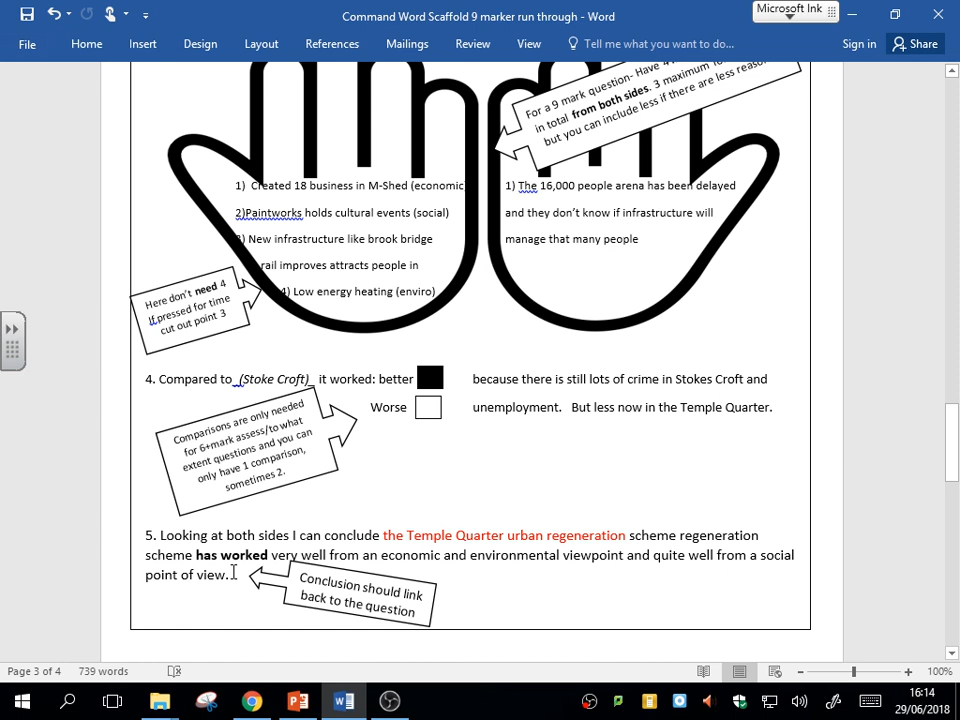 Command Word Scaffold 9 marker run through - Word
Microsoft Ink
File Home Insert Design Layout References Mailings Review View Tell me what you want to do... Sign in Share
For a 9 mark question- Have 4
in total from both sides. 3 maximum
but you can include less if there are less
1) Created 18 business in M-Shed (economic)
2)Paintworks holds cultural events (social)
3) New infrastructure like brook bridge
rail improves attracts people in
4) Low energy heating (enviro)
1) The 16,000 people arena has been delayed
and they don't know if infrastructure will
manage that many people
Here don't need 4
If pressed for time
cut out point 3
4. Compared to_(Stoke Croft)_ it worked: better because there is still lots of crime in Stokes Croft and
Worse unemployment. But less now in the Temple Quarter.
Comparisons are only needed
for 6+mark assess/to what
extent questions and you can
only have 1 comparison,
sometimes 2.
5. Looking at both sides I can conclude the Temple Quarter urban regeneration scheme regeneration
scheme has worked very well from an economic and environmental viewpoint and quite well from a social
point of view.
Conclusion should link
back to the question
Page 3 of 4 739 words 100%
16:14
29/06/2018